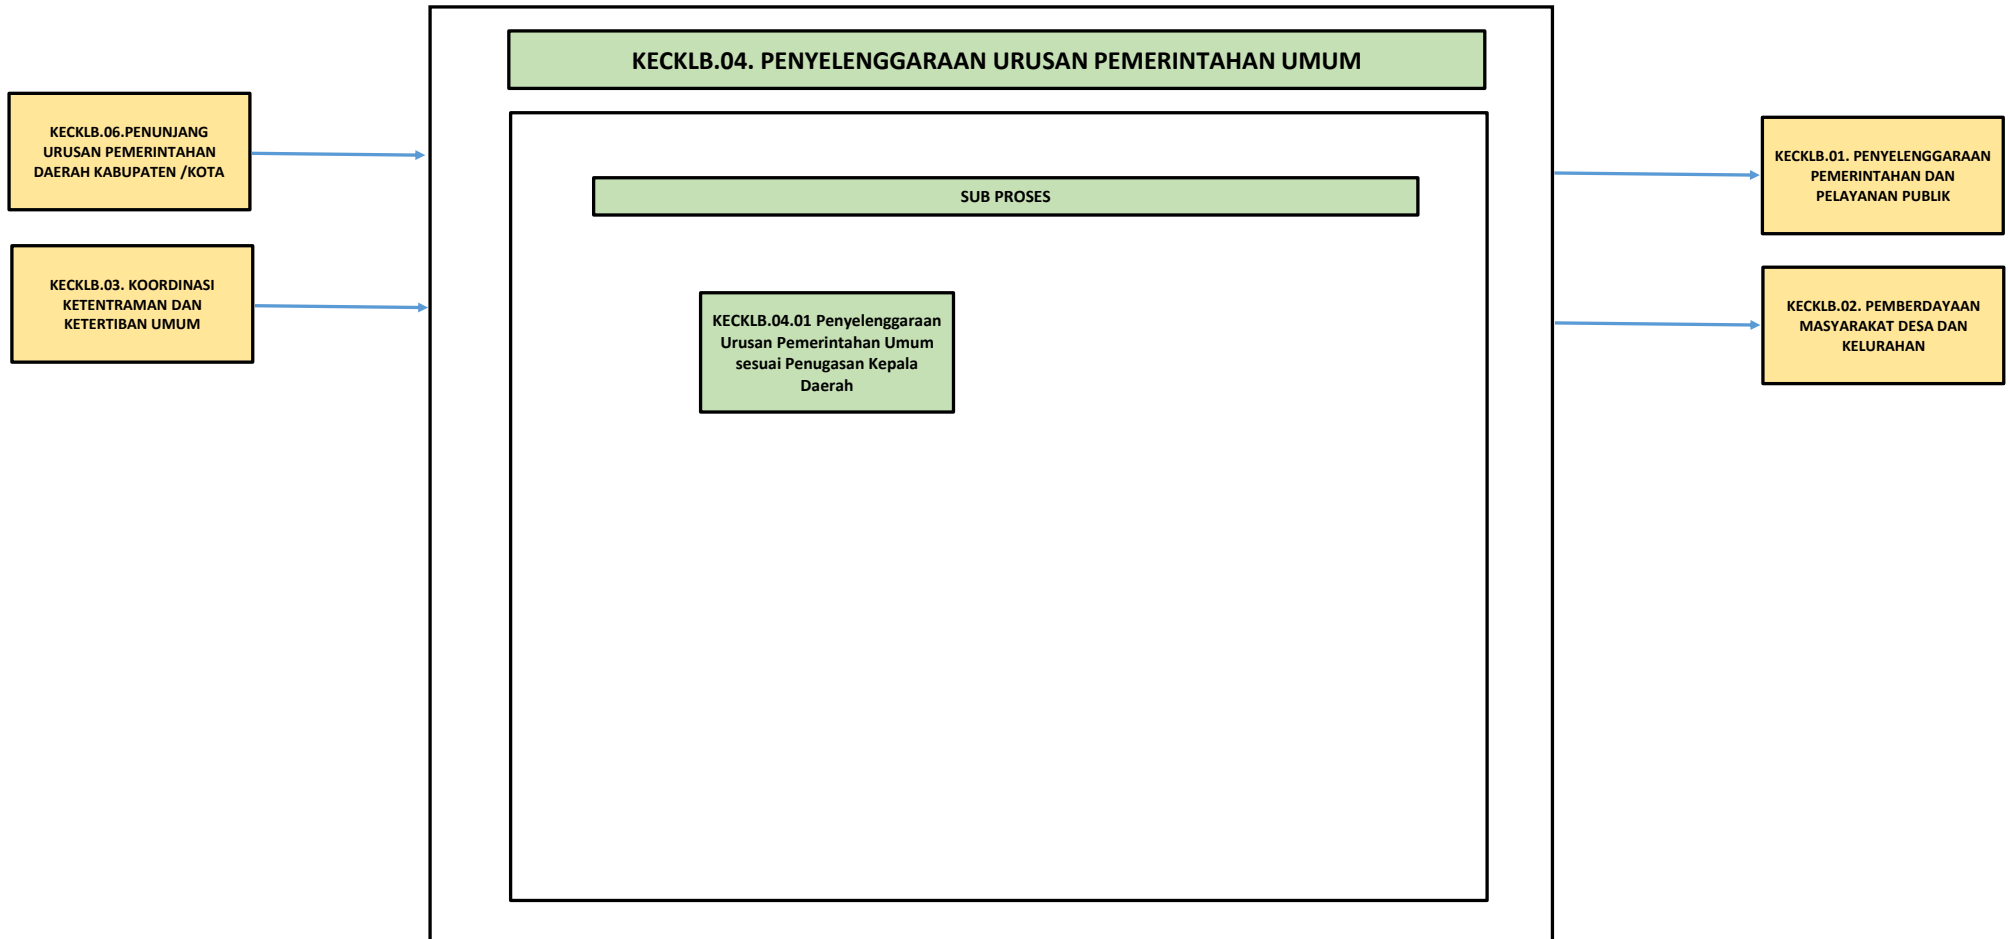 KECKLB.04. PENYELENGGARAAN URUSAN PEMERINTAHAN UMUM
KECKLB.06.PENUNJANG
URUSAN PEMERINTAHAN
DAERAH KABUPATEN /KOTA
KECKLB.03. KOORDINASI
KETENTRAMAN DAN
KETERTIBAN UMUM
SUB PROSES
KECKLB.04.01 Penyelenggaraan
Urusan Pemerintahan Umum
sesuai Penugasan Kepala
Daerah
KECKLB.01. PENYELENGGARAAN
PEMERINTAHAN DAN
PELAYANAN PUBLIK
KECKLB.02. PEMBERDAYAAN
MASYARAKAT DESA DAN
KELURAHAN